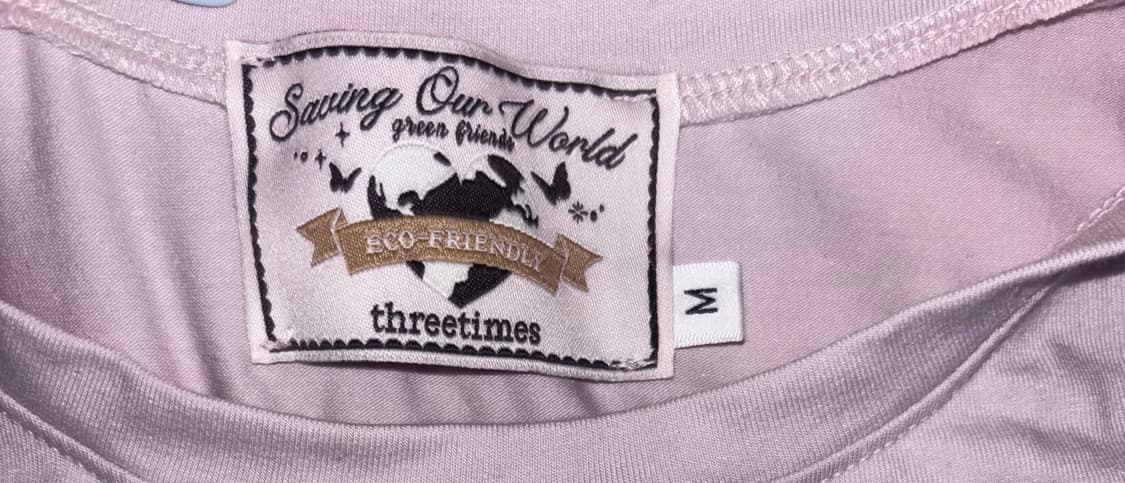 Saving Our World
green friends
ECO-FRIENDLY
threetimes
M